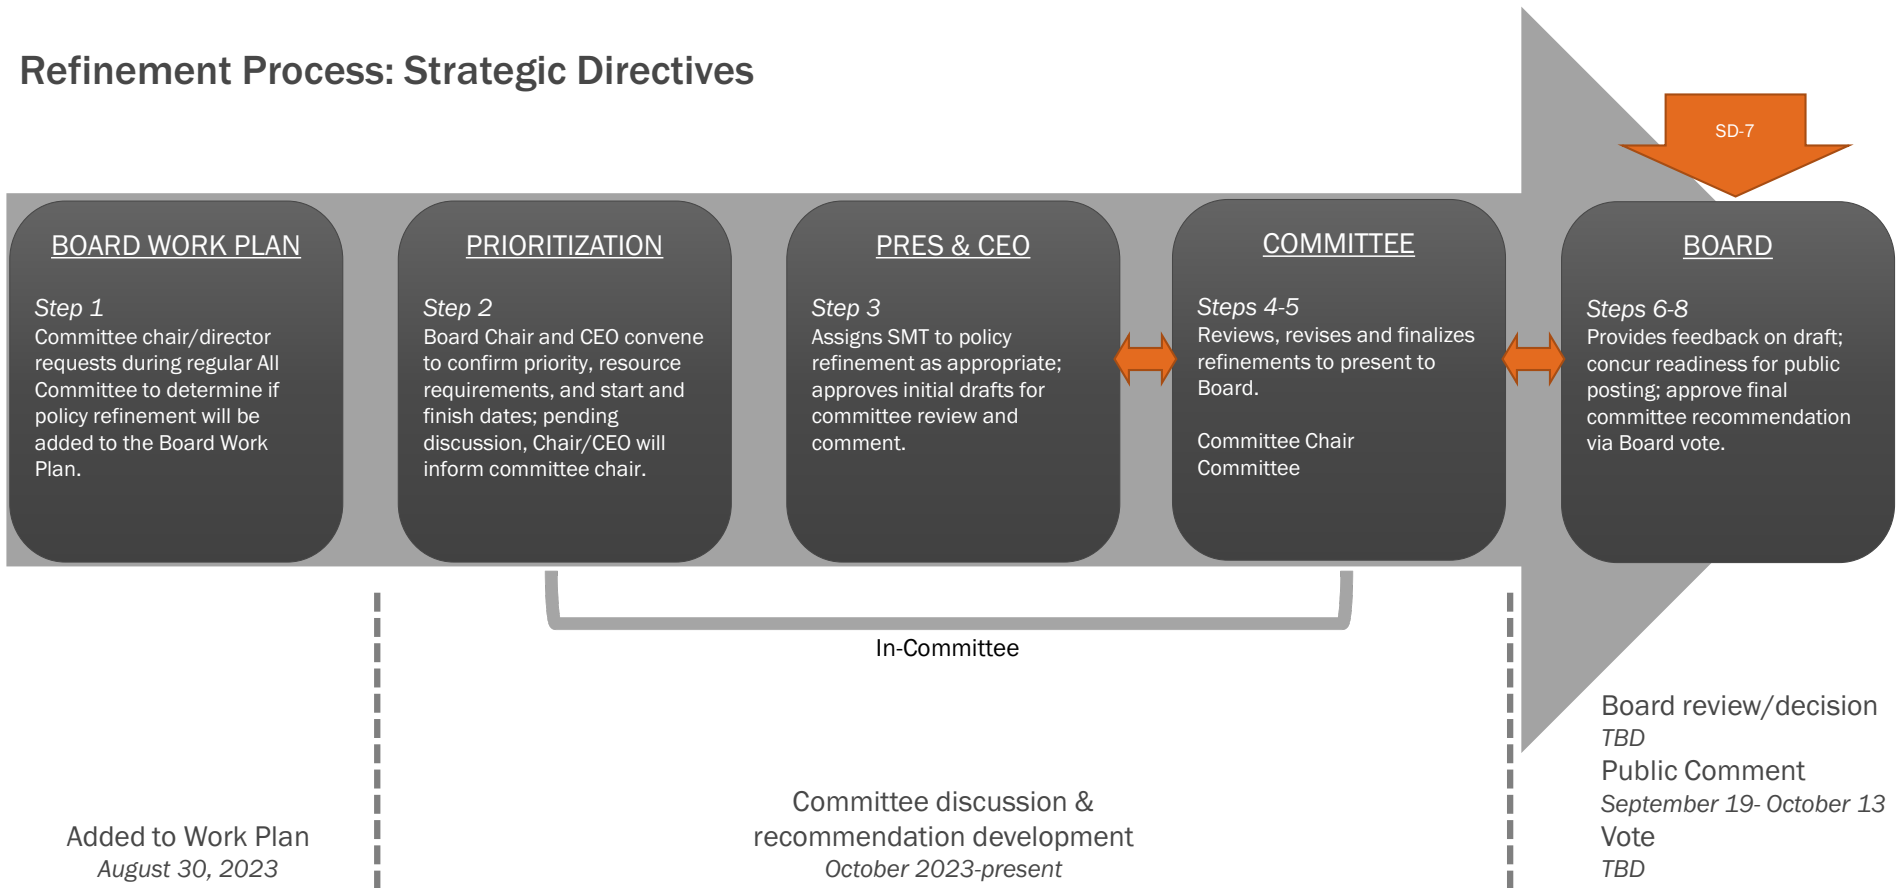 Refinement Process: Strategic Directives
SD-7
BOARD WORK PLAN
Step 1
Committee chair/director
requests during regular All
Committee to determine if
policy refinement will be
added to the Board Work
Plan.
PRIORITIZATION
Step 2
Board Chair and CEO convene
to confirm priority, resource
requirements, and start and
finish dates; pending
discussion, Chair/CEO will
inform committee chair.
PRES & CEO
Step 3
Assigns SMT to policy
refinement as appropriate;
approves initial drafts for
committee review and
comment.
COMMITTEE
Steps 4-5
Reviews, revises and finalizes
refinements to present to
Board.
Committee Chair
Committee
BOARD
Steps 6-8
Provides feedback on draft;
concur readiness for public
posting; approve final
committee recommendation
via Board vote.
In-Committee
Added to Work Plan
August 30, 2023
Committee discussion &
recommendation development
October 2023-present
Board review/decision
TBD
Public Comment
September 19- October 13
Vote
TBD